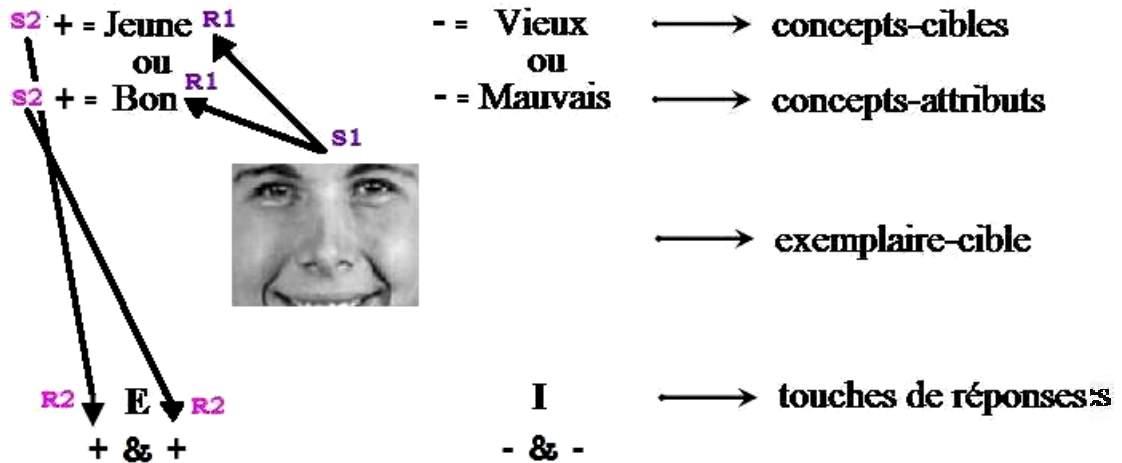 S2 + = Jeune R1 - = Vieux concepts-cibles
ou ou
S2 + = Bon R1 - = Mauvais concepts-attributs
S1
exemplaire-cible
R2 E R2 I touches de réponses:s
+ & + - & -